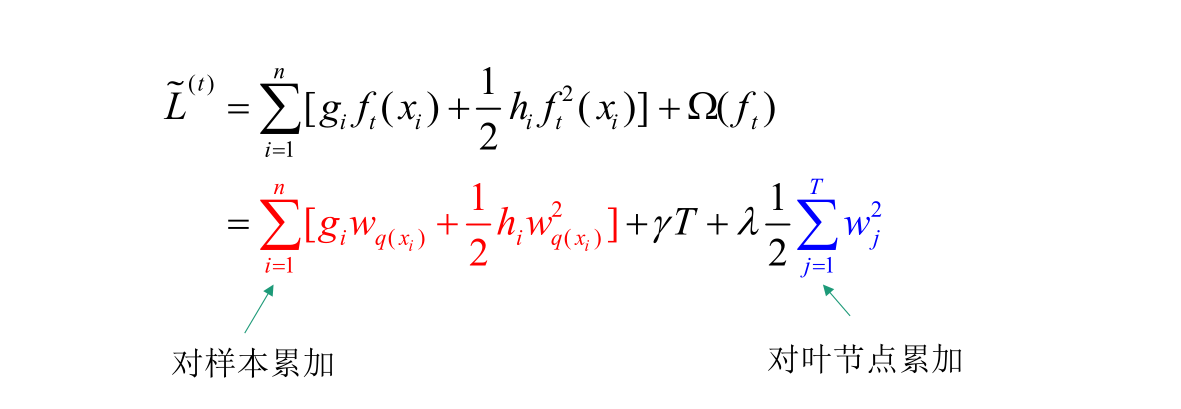 L̃^(t) = ∑_{i=1}^{n} [g_i f_t(x_i) + 1/2 h_i f_t^2(x_i)] + Ω(f_t)
= ∑_{i=1}^{n} [g_i w_{q(x_i)} + 1/2 h_i w_{q(x_i)}^2] + γT + λ 1/2 ∑_{j=1}^{T} w_j^2
对样本累加 对叶节点累加